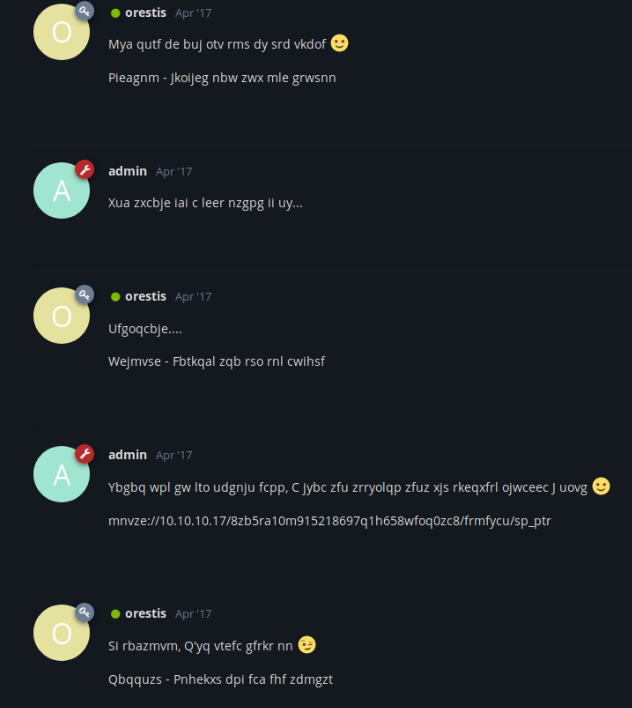 O
orestis Apr '17
Mya qutf de buj otv rms dy srd vkdof 🙂
Pieagnm - Jkoijeg nbw zwx mle grwsnn
A
admin Apr '17
Xua zxcbje iai c leer nzgpg ii uy...
O
orestis Apr '17
Ufgoqcbje....
Wejmvse - Fbtkqal zqb rso rnl cwihsf
A
admin Apr '17
Ybgbq wpl gw lto udgnju fcpp, C jybc zfu zrryolqp zfuz xjs rkeqxfrl ojwceec J uovg 🙂
mnvze://10.10.10.17/8zb5ra10m915218697q1h658wfoq0zc8/frmfycu/sp_ptr
O
orestis Apr '17
Si rbazmvm, Q'yq vtefc gfrkr nn 😉
Qbqquzs - Pnhekxs dpi fca fhf zdmgzt